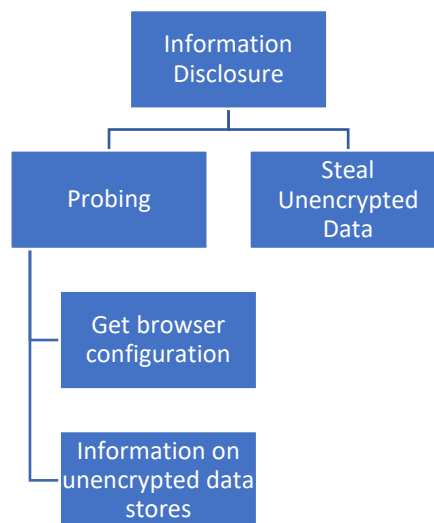 Information
Disclosure
Probing
Steal
Unencrypted
Data
Get browser
configuration
Information on
unencrypted data
stores